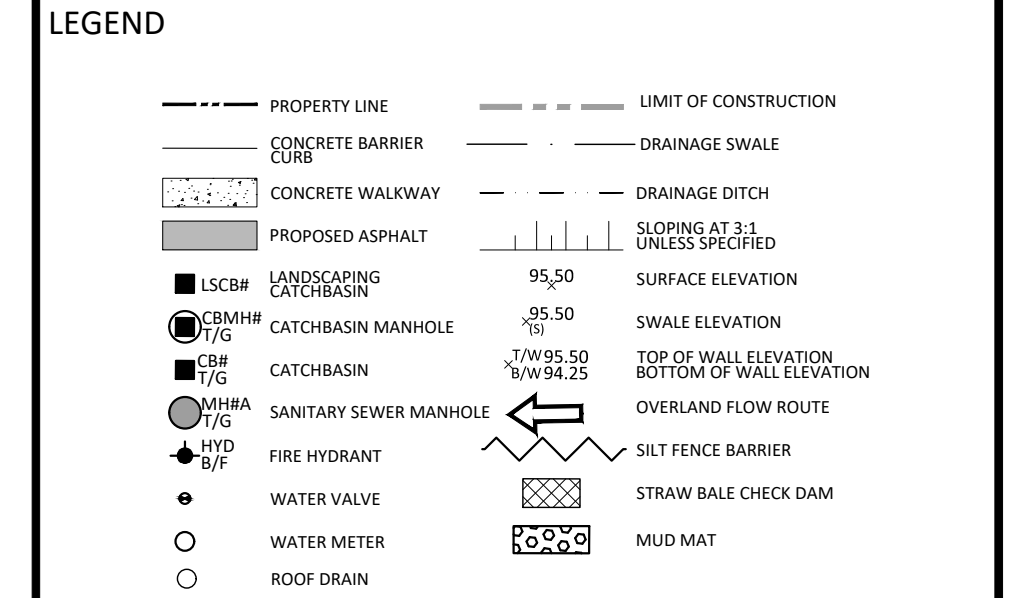 LEGEND
PROPERTY LINE
CONCRETE BARRIER
CURB
CONCRETE WALKWAY
PROPOSED ASPHALT
LSCB#
LANDSCAPING
CATCHBASIN
CBMH#
T/G
CATCHBASIN MANHOLE
CB#
T/G
CATCHBASIN
MH#A
T/G
SANITARY SEWER MANHOLE
HYD
B/F
FIRE HYDRANT
WATER VALVE
WATER METER
ROOF DRAIN
LIMIT OF CONSTRUCTION
DRAINAGE SWALE
DRAINAGE DITCH
SLOPING AT 3:1
UNLESS SPECIFIED
95.50
SURFACE ELEVATION
95.50
(S)
SWALE ELEVATION
T/W 95.50
B/W 94.25
TOP OF WALL ELEVATION
BOTTOM OF WALL ELEVATION
OVERLAND FLOW ROUTE
SILT FENCE BARRIER
STRAW BALE CHECK DAM
MUD MAT